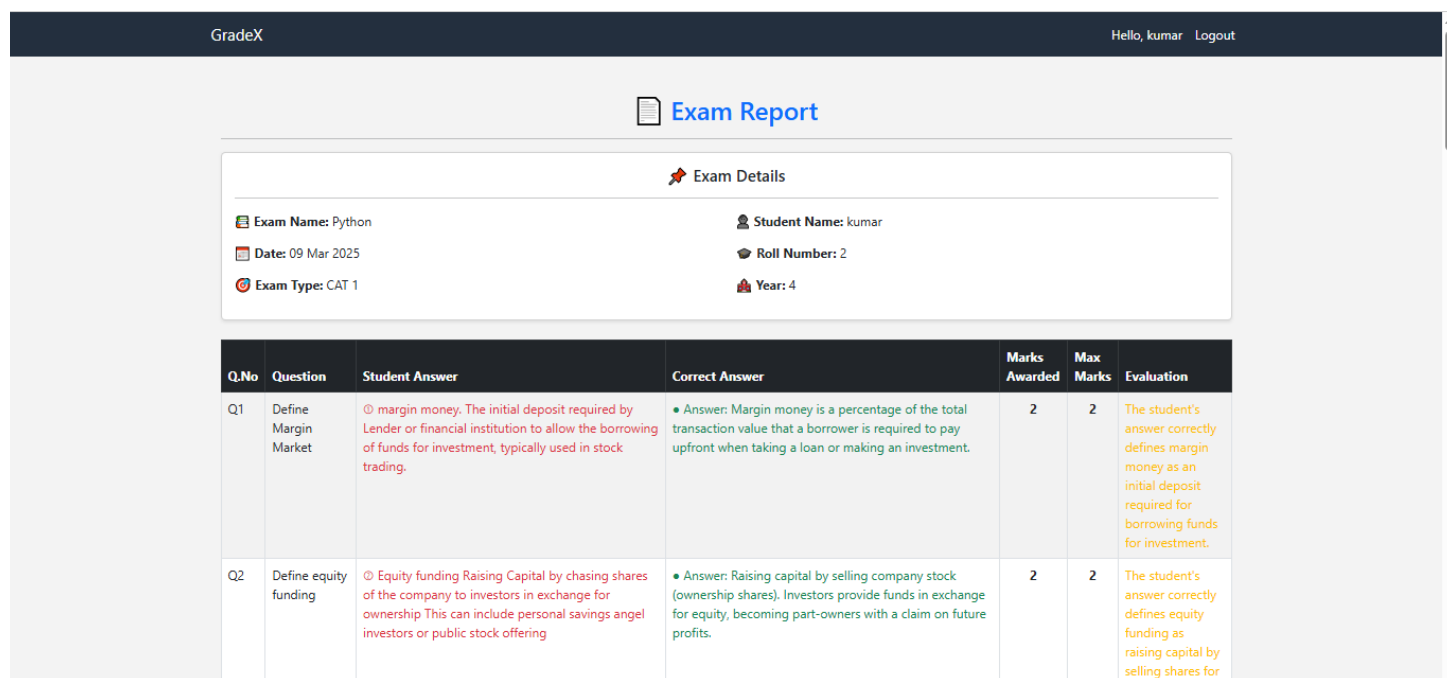 GradeX
Hello, kumar Logout
Exam Report
Exam Details
Exam Name: Python
Student Name: kumar
Date: 09 Mar 2025
Roll Number: 2
Exam Type: CAT 1
Year: 4
Q.No Question Student Answer Correct Answer Marks Awarded Max Marks Evaluation
Q1
Define
Margin
Market
① margin money. The initial deposit required by
Lender or financial institution to allow the borrowing
of funds for investment, typically used in stock
trading.
● Answer: Margin money is a percentage of the total
transaction value that a borrower is required to pay
upfront when taking a loan or making an investment.
2
2
The student's
answer correctly
defines margin
money as an
initial deposit
required for
borrowing funds
for investment.
Q2
Define equity
funding
② Equity funding Raising Capital by chasing shares
of the company to investors in exchange for
ownership This can include personal savings angel
investors or public stock offering
● Answer: Raising capital by selling company stock
(ownership shares). Investors provide funds in exchange
for equity, becoming part-owners with a claim on future
profits.
2
2
The student's
answer correctly
defines equity
funding as
raising capital by
selling shares for